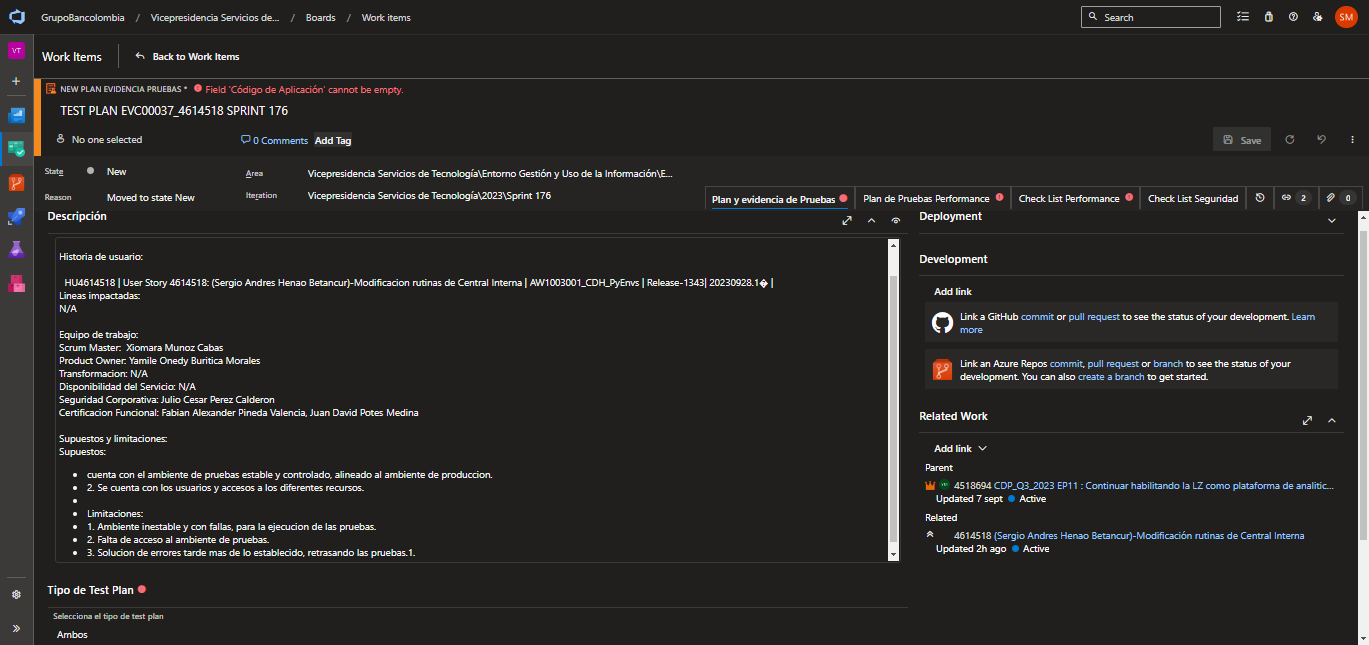 GrupoBancolombia / Vicepresidencia Servicios de... / Boards / Work items
Search
SM
VT
Work Items
Back to Work Items
NEW PLAN EVIDENCIA PRUEBAS * Field 'Código de Aplicación' cannot be empty.
TEST PLAN EVC00037_4614518 SPRINT 176
No one selected
0 Comments
Add Tag
Save
State
New
Area
Vicepresidencia Servicios de Tecnología\Entorno Gestión y Uso de la Información\E...
Reason
Moved to state New
Iteration
Vicepresidencia Servicios de Tecnología\2023\Sprint 176
Plan y evidencia de Pruebas
Plan de Pruebas Performance
Check List Performance
Check List Seguridad
2
0
Descripción
Historia de usuario:
HU4614518 | User Story 4614518: (Sergio Andres Henao Betancur)-Modificacion rutinas de Central Interna | AW1003001_CDH_PyEnvs | Release-1343| 20230928.1� |
Lineas impactadas:
N/A
Equipo de trabajo:
Scrum Master:  Xiomara Munoz Cabas
Product Owner: Yamile Onedy Buritica Morales
Transformacion: N/A
Disponibilidad del Servicio: N/A
Seguridad Corporativa: Julio Cesar Perez Calderon
Certificacion Funcional: Fabian Alexander Pineda Valencia, Juan David Potes Medina
Supuestos y limitaciones:
Supuestos:
• cuenta con el ambiente de pruebas estable y controlado, alineado al ambiente de produccion.
• 2. Se cuenta con los usuarios y accesos a los diferentes recursos.
•
• Limitaciones:
• 1. Ambiente inestable y con fallas, para la ejecucion de las pruebas.
• 2. Falta de acceso al ambiente de pruebas.
• 3. Solucion de errores tarde mas de lo establecido, retrasando las pruebas.1.
Tipo de Test Plan
Selecciona el tipo de test plan
Ambos
Deployment
Development
Add link
Link a GitHub commit or pull request to see the status of your development. Learn
more
Link an Azure Repos commit, pull request or branch to see the status of your
development. You can also create a branch to get started.
Related Work
Add link
Parent
4518694 CDP_Q3_2023 EP11 : Continuar habilitando la LZ como plataforma de analitic...
Updated 7 sept Active
Related
4614518 (Sergio Andres Henao Betancur)-Modificación rutinas de Central Interna
Updated 2h ago Active